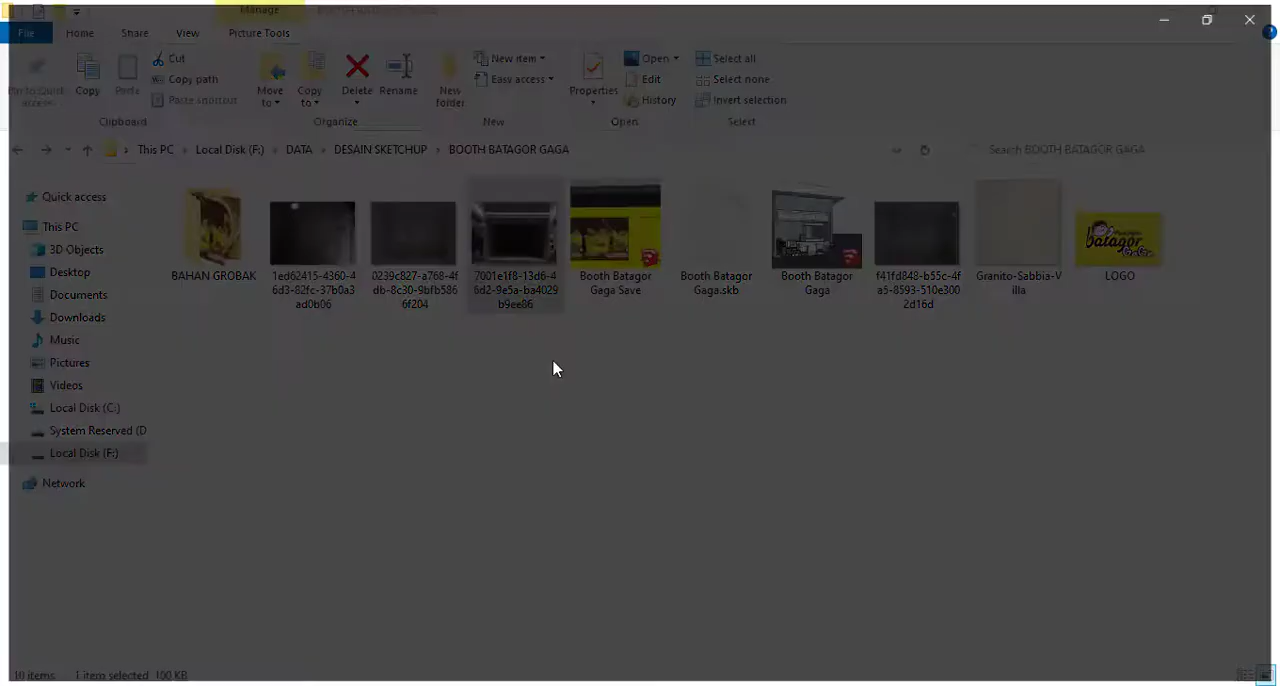 Manage
File Home Share View Picture Tools
Cut
Copy path
Paste shortcut
Copy
Paste
Clipboard
Move to
Copy to
Delete
Rename
Organize
New folder
New item
Easy access
New
Properties
Open
Edit
History
Open
Select all
Select none
Invert selection
Select
This PC › Local Disk (F:) › DATA › DESAIN SKETCHUP › BOOTH BATAGOR GAGA
Search BOOTH BATAGOR GAGA
Quick access
This PC
3D Objects
Desktop
Documents
Downloads
Music
Pictures
Videos
Local Disk (C:)
System Reserved (D
Local Disk (F:)
Network
BAHAN GROBAK
1ed62415-4360-4
6d3-82fc-37b0a3
ad0b06
0239c827-a768-4f
db-8c30-9bfb586
6f204
7001e1f8-13d6-4
6d2-9e5a-ba4029
b9ee86
Booth Batagor
Gaga Save
Booth Batagor
Gaga.skb
Booth Batagor
Gaga
f41fd848-b55c-4f
a5-8593-510e300
2d16d
Granito-Sabbia-V
illa
batagor
GaGa
LOGO
10 items 1 item selected 100 KB